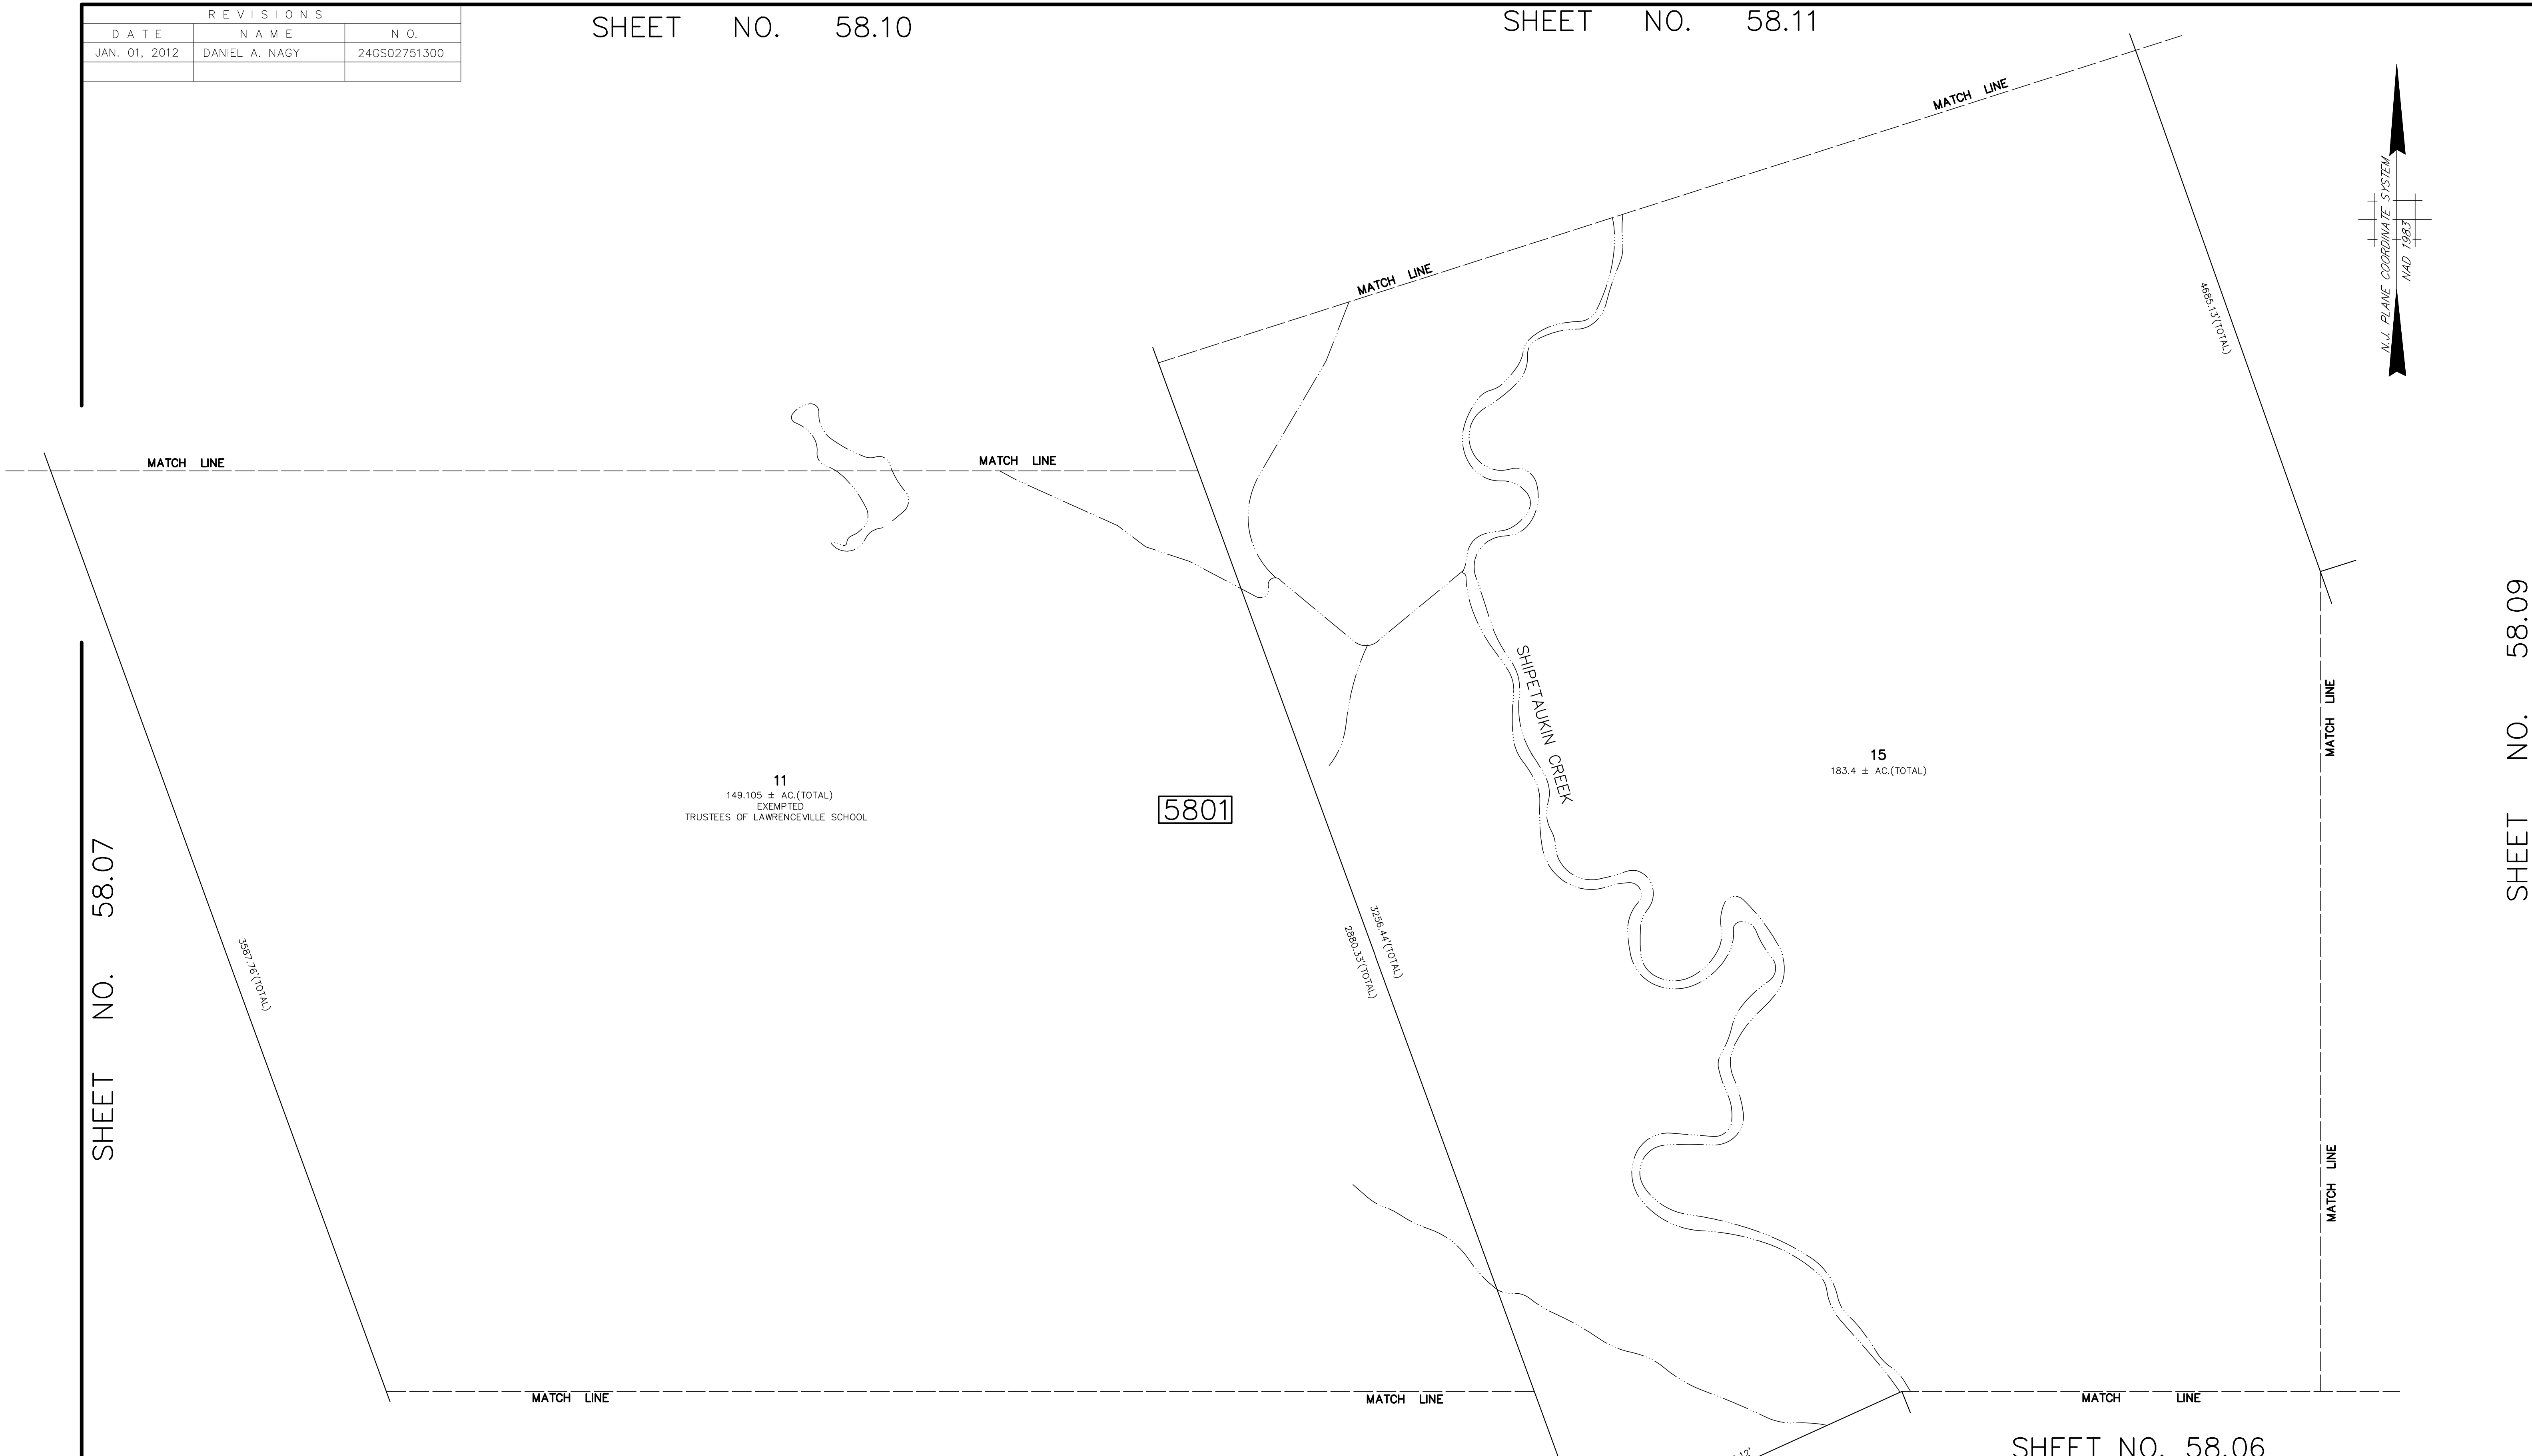 REVISIONS
DATE NAME NO.
JAN. 01, 2012 DANIEL A. NAGY 24GS02751300
SHEET NO. 58.10
SHEET NO. 58.11
MATCH LINE
MATCH LINE
MATCH LINE
MATCH LINE
N.J. PLANE COORDINATE SYSTEM
NAD 1983
4685.13'(TOTAL)
SHEET NO. 58.09
MATCH LINE
SHIPETAUKIN CREEK
15
183.4 ± AC.(TOTAL)
11
149.105 ± AC.(TOTAL)
EXEMPTED
TRUSTEES OF LAWRENCEVILLE SCHOOL
5801
SHEET NO. 58.07
3587.76'(TOTAL)
3256.44'(TOTAL)
2880.33'(TOTAL)
MATCH LINE
MATCH LINE
MATCH LINE
MATCH LINE
SHEET NO. 58.06